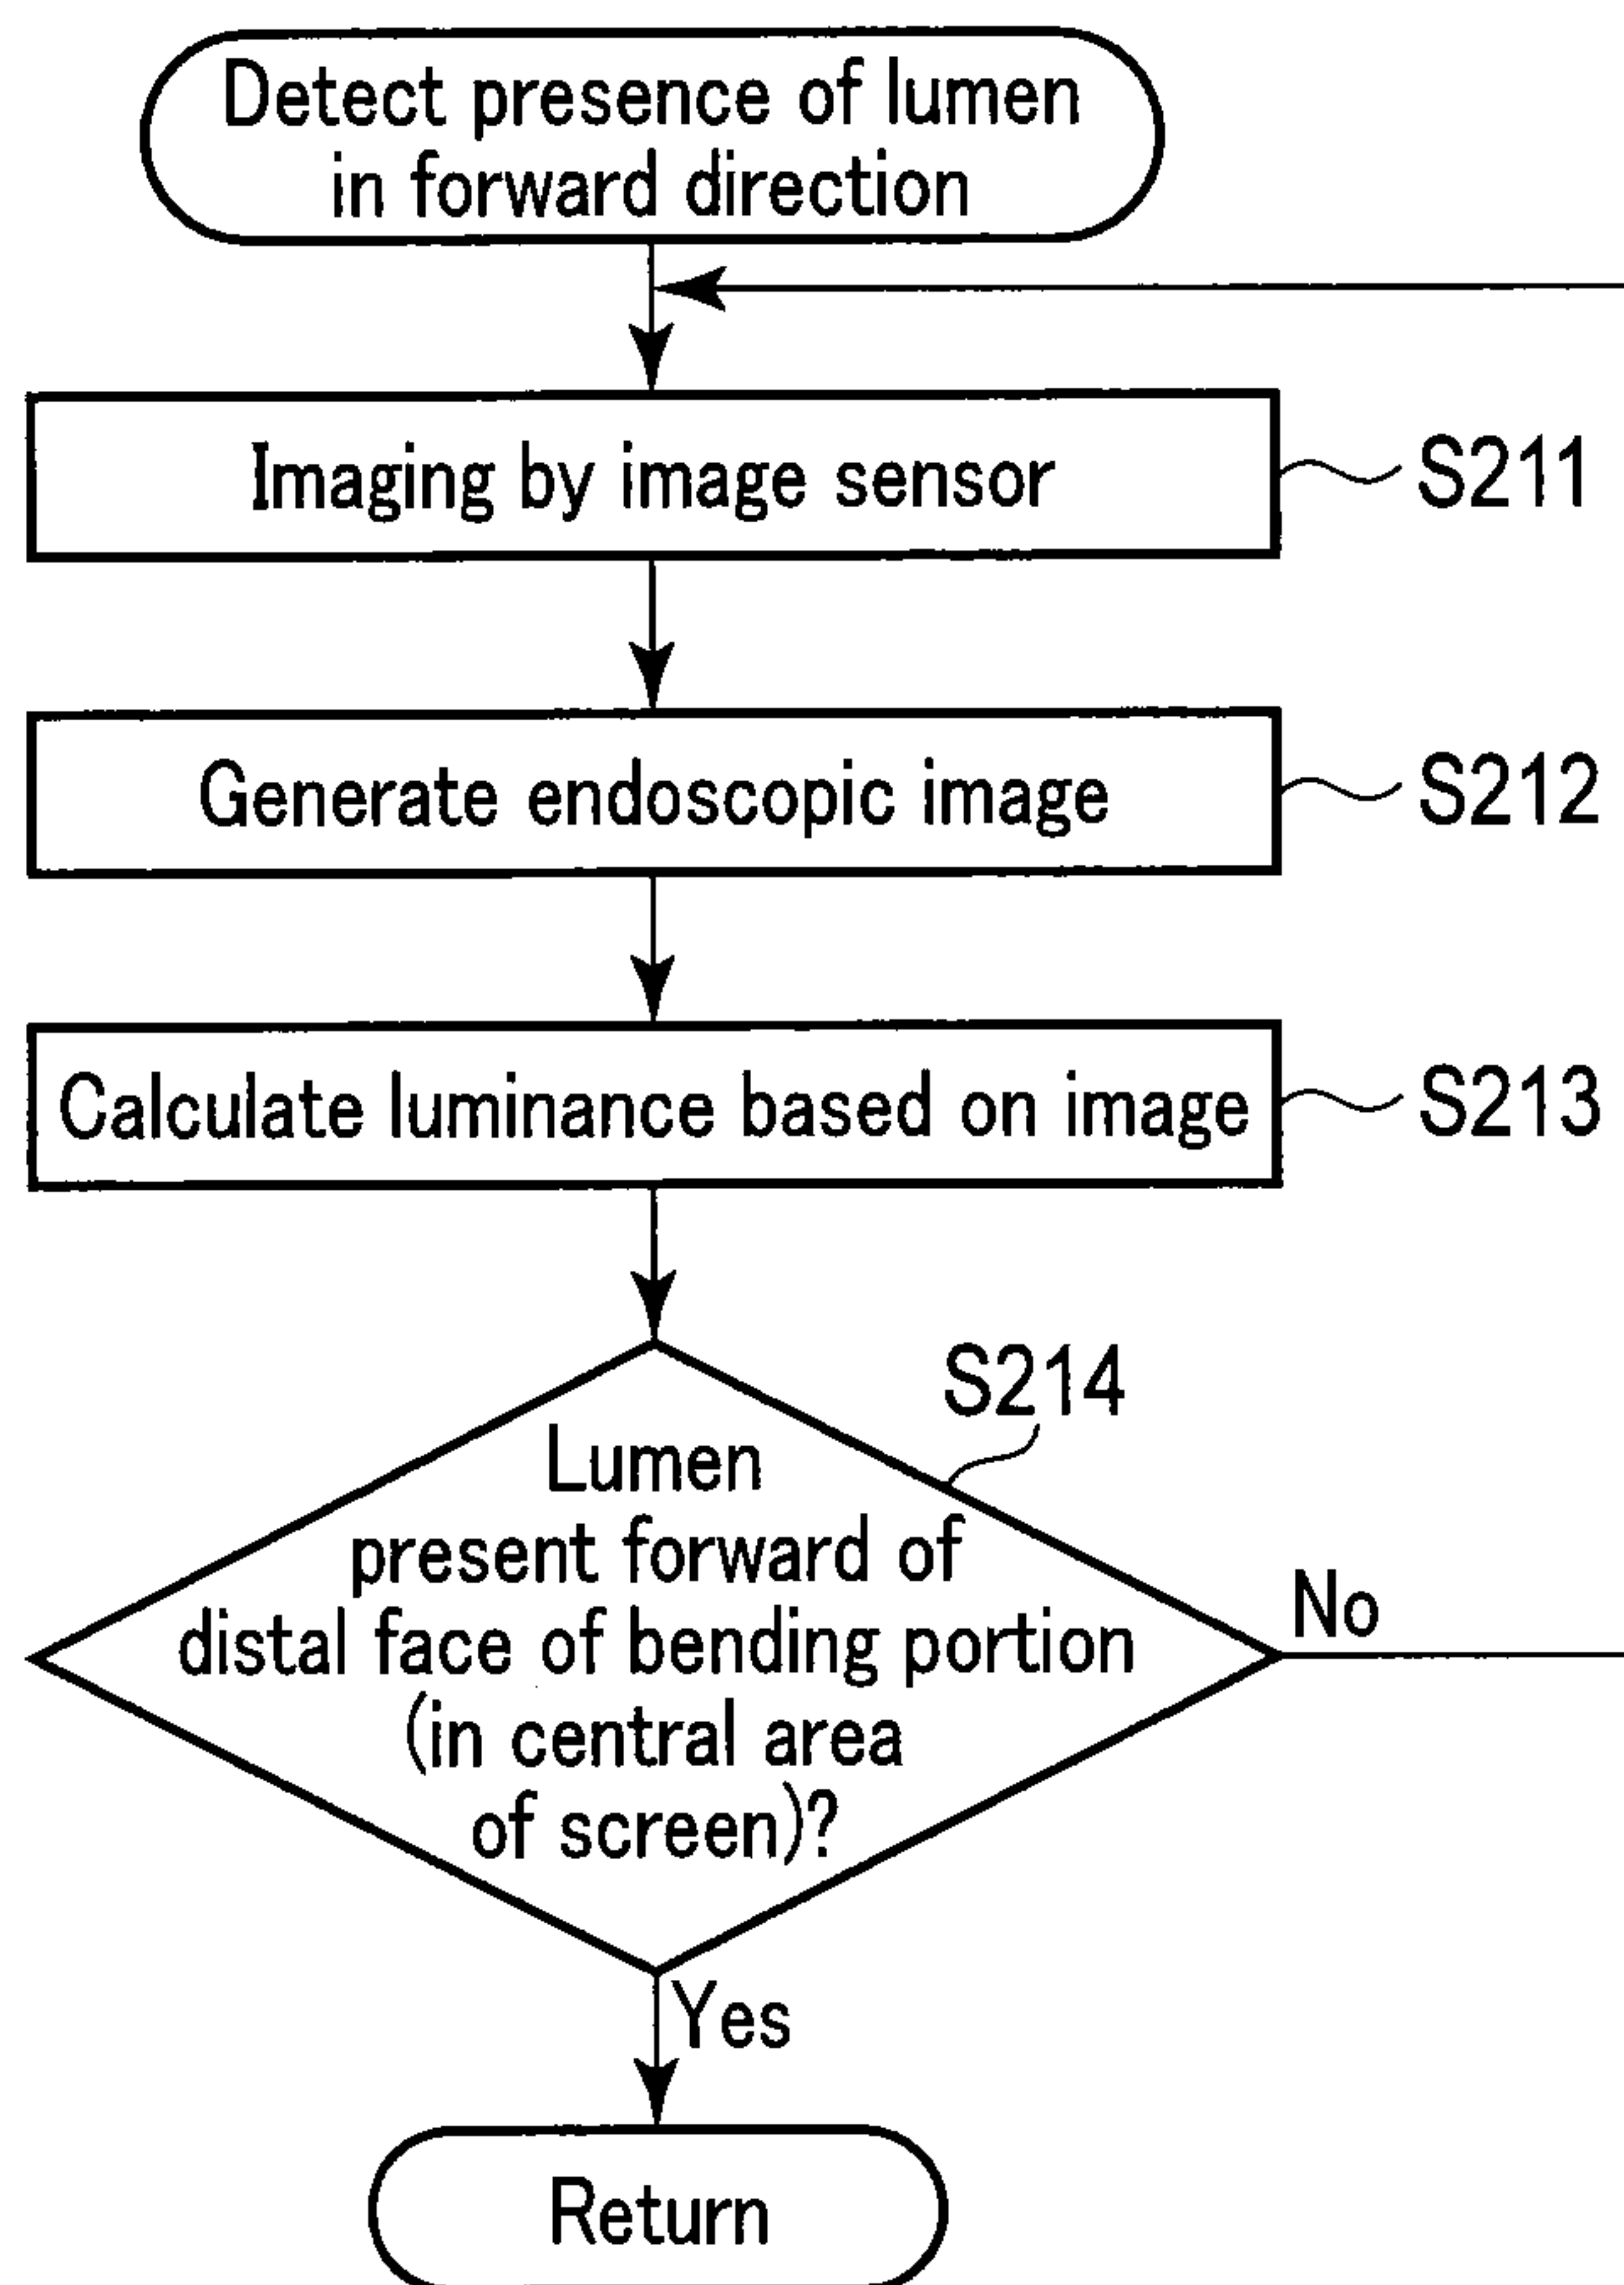 Detect presence of lumen
in forward direction
Imaging by image sensor
S211
Generate endoscopic image
S212
Calculate luminance based on image
S213
S214
Lumen
present forward of
distal face of bending portion
(in central area
of screen)?
No
Yes
Return